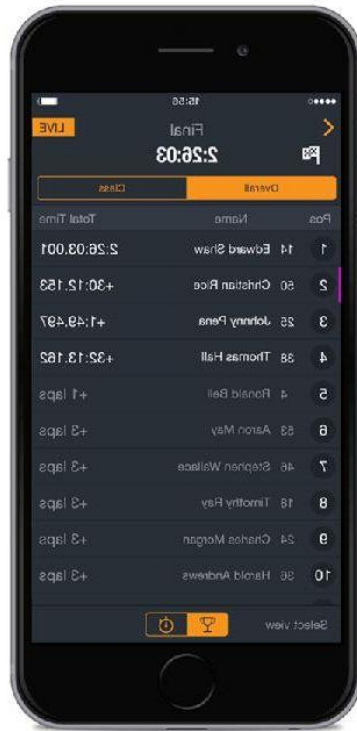 15:56
Final LIVE
2:26:03
Overall Class
Pos Name Total Time
1 14 Edward Shaw 2:26:03.001
2 50 Christian Rice +30:12.153
3 25 Johnny Pena +1:49.497
4 38 Thomas Hall +32:13.162
5 4 Ronald Bell +1 laps
6 53 Aaron May +3 laps
7 46 Stephen Wallace +3 laps
8 18 Timothy Ray +3 laps
9 24 Charles Morgan +3 laps
10 36 Harold Andrews +3 laps
Select view